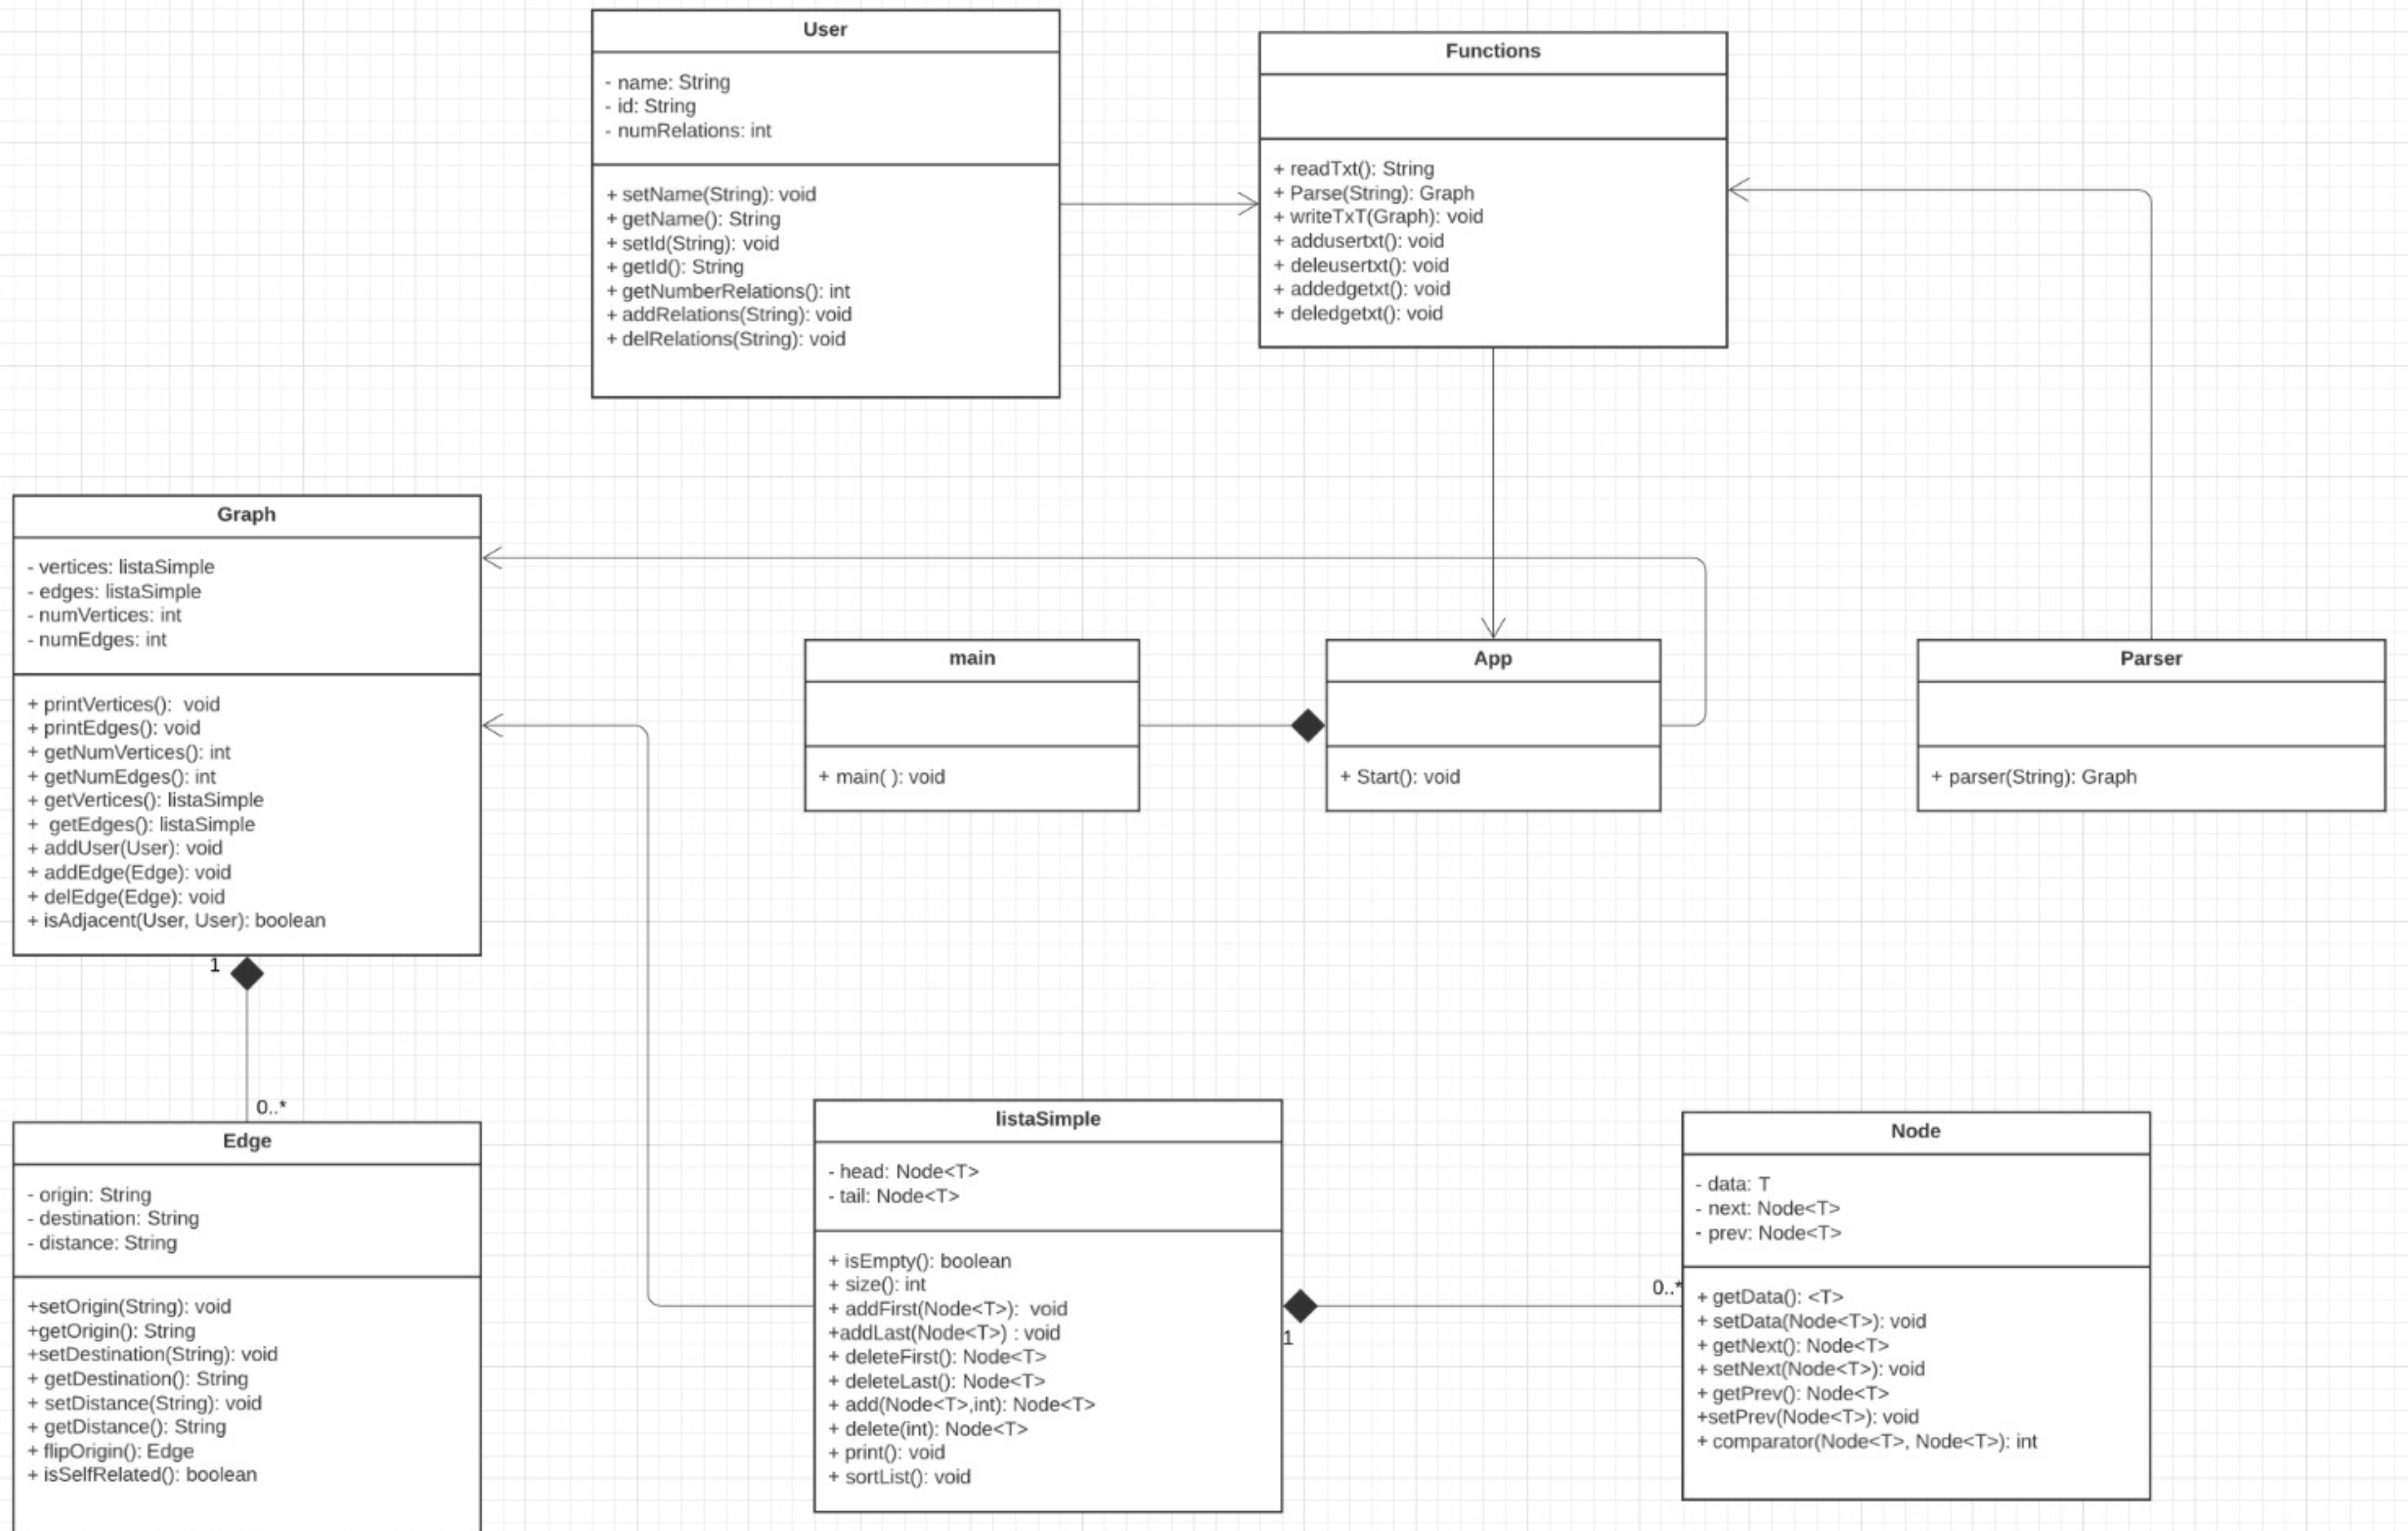 User
- name: String
- id: String
- numRelations: int
+ setName(String): void
+ getName(): String
+ setId(String): void
+ getId(): String
+ getNumberRelations(): int
+ addRelations(String): void
+ delRelations(String): void
Functions
+ readTxt(): String
+ Parse(String): Graph
+ writeTxT(Graph): void
+ addusertxt(): void
+ deleusertxt(): void
+ addedgetxt(): void
+ deledgetxt(): void
Graph
- vertices: listaSimple
- edges: listaSimple
- numVertices: int
- numEdges: int
+ printVertices():  void
+ printEdges(): void
+ getNumVertices(): int
+ getNumEdges(): int
+ getVertices(): listaSimple
+  getEdges(): listaSimple
+ addUser(User): void
+ addEdge(Edge): void
+ delEdge(Edge): void
+ isAdjacent(User, User): boolean
main
+ main( ): void
App
+ Start(): void
Parser
+ parser(String): Graph
1
0..*
Edge
- origin: String
- destination: String
- distance: String
+setOrigin(String): void
+getOrigin(): String
+setDestination(String): void
+ getDestination(): String
+ setDistance(String): void
+ getDistance(): String
+ flipOrigin(): Edge
+ isSelfRelated(): boolean
listaSimple
- head: Node<T>
- tail: Node<T>
+ isEmpty(): boolean
+ size(): int
+ addFirst(Node<T>):  void
+addLast(Node<T>) : void
+ deleteFirst(): Node<T>
+ deleteLast(): Node<T>
+ add(Node<T>,int): Node<T>
+ delete(int): Node<T>
+ print(): void
+ sortList(): void
1
0..*
Node
- data: T
- next: Node<T>
- prev: Node<T>
+ getData(): <T>
+ setData(Node<T>): void
+ getNext(): Node<T>
+ setNext(Node<T>): void
+ getPrev(): Node<T>
+setPrev(Node<T>): void
+ comparator(Node<T>, Node<T>): int